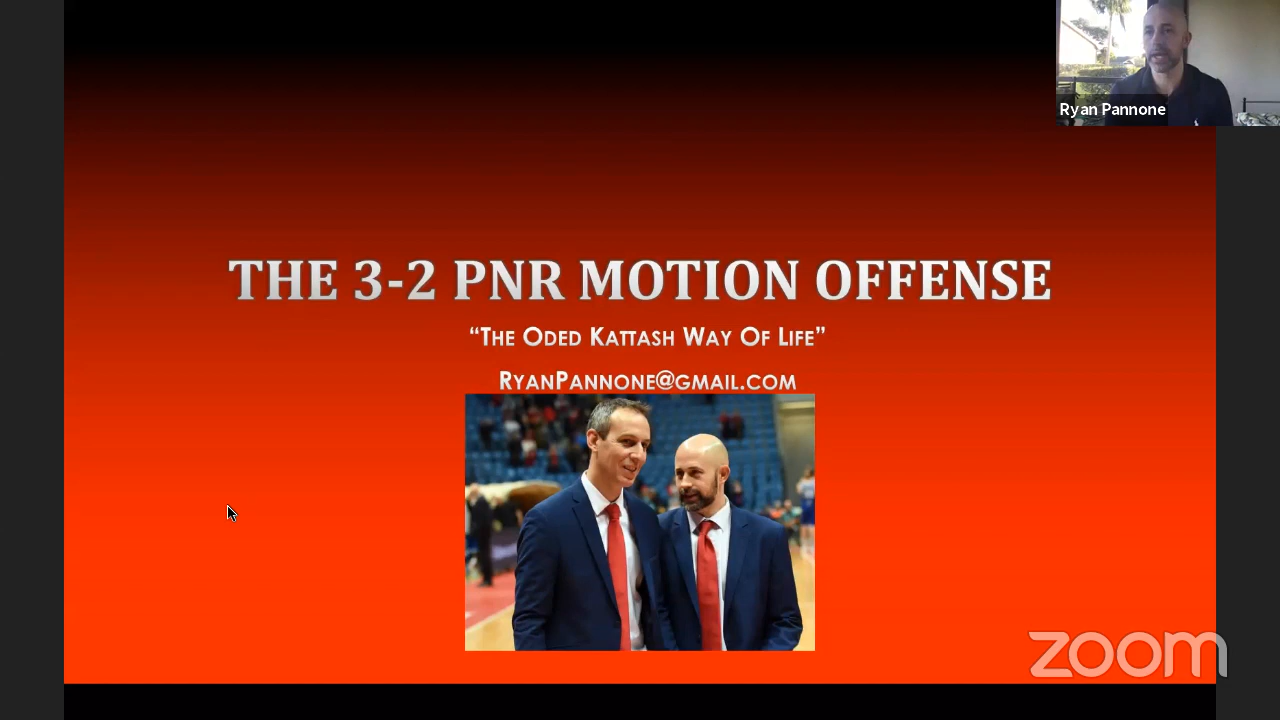 Ryan Pannone
THE 3-2 PNR MOTION OFFENSE
“THE ODED KATTASH WAY OF LIFE”
RYANPANNONE@GMAIL.COM
zoom